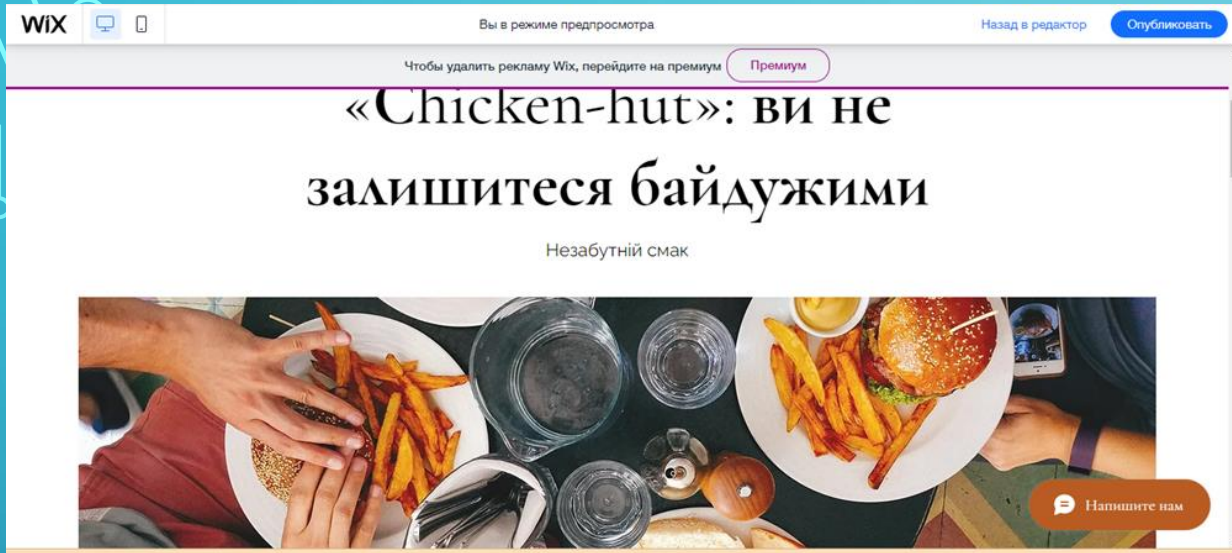 WiX
Вы в режиме предпросмотра
Назад в редактор
Опубликовать
Чтобы удалить рекламу Wix, перейдите на премиум
Премиум
«Chicken-hut»: ви не
залишитеся байдужими
Незабутній смак
Напишите нам